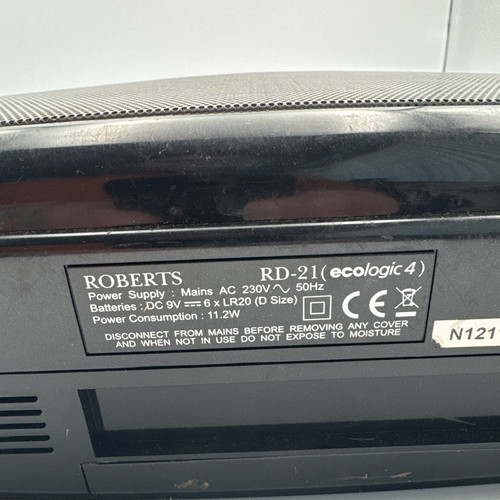 ROBERTS RD-21 (ecologic 4)
Power Supply : Mains AC 230V ∿ 50Hz
Batteries : DC 9V ⎓ 6 x LR20 (D Size)
Power Consumption : 11.2W
CE
DISCONNECT FROM MAINS BEFORE REMOVING ANY COVER
AND WHEN NOT IN USE DO NOT EXPOSE TO MOISTURE